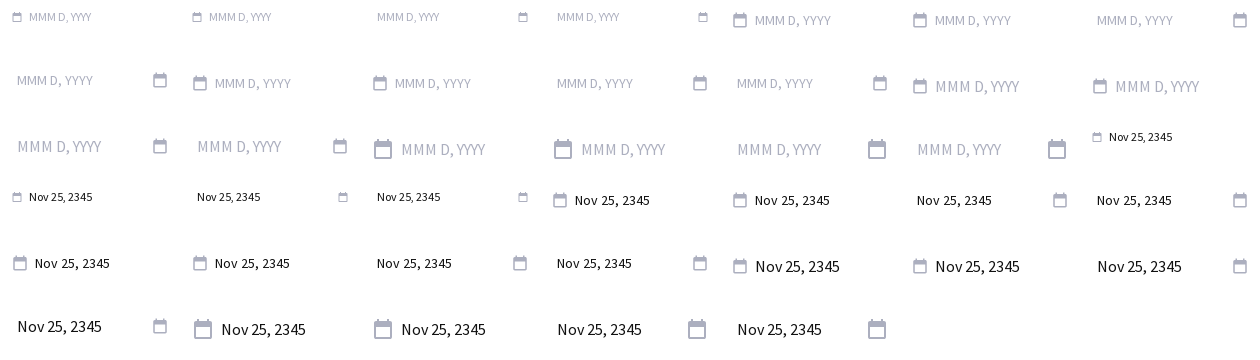 MMM D, YYYY MMM D, YYYY MMM D, YYYY MMM D, YYYY MMM D, YYYY MMM D, YYYY MMM D, YYYY
MMM D, YYYY MMM D, YYYY MMM D, YYYY MMM D, YYYY MMM D, YYYY MMM D, YYYY MMM D, YYYY
MMM D, YYYY MMM D, YYYY MMM D, YYYY MMM D, YYYY MMM D, YYYY MMM D, YYYY Nov 25, 2345
Nov 25, 2345 Nov 25, 2345 Nov 25, 2345 Nov 25, 2345 Nov 25, 2345 Nov 25, 2345 Nov 25, 2345
Nov 25, 2345 Nov 25, 2345 Nov 25, 2345 Nov 25, 2345 Nov 25, 2345 Nov 25, 2345 Nov 25, 2345
Nov 25, 2345 Nov 25, 2345 Nov 25, 2345 Nov 25, 2345 Nov 25, 2345